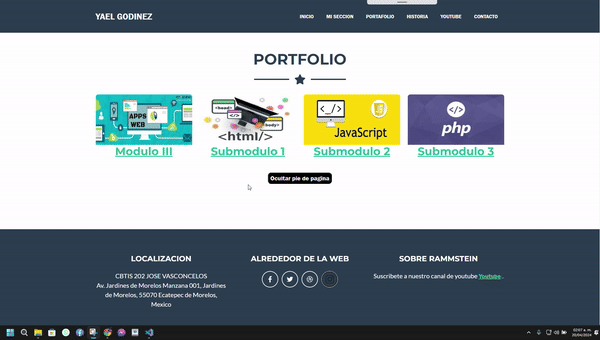 YAEL GODINEZ
INICIO MI SECCION PORTAFOLIO HISTORIA YOUTUBE CONTACTO
PORTFOLIO
APPS
WEB
<head>
<html/>
<body>
</>
JavaScript
</>
php
Modulo III
Submodulo 1
Submodulo 2
Submodulo 3
Ocultar pie de pagina
LOCALIZACION
CBTIS 202 JOSE VASCONCELOS
Av. Jardines de Morelos Manzana 001, Jardines
de Morelos, 55070 Ecatepec de Morelos,
Mexico
ALREDEDOR DE LA WEB
SOBRE RAMMSTEIN
Suscribete a nuestro canal de youtube Youtube .